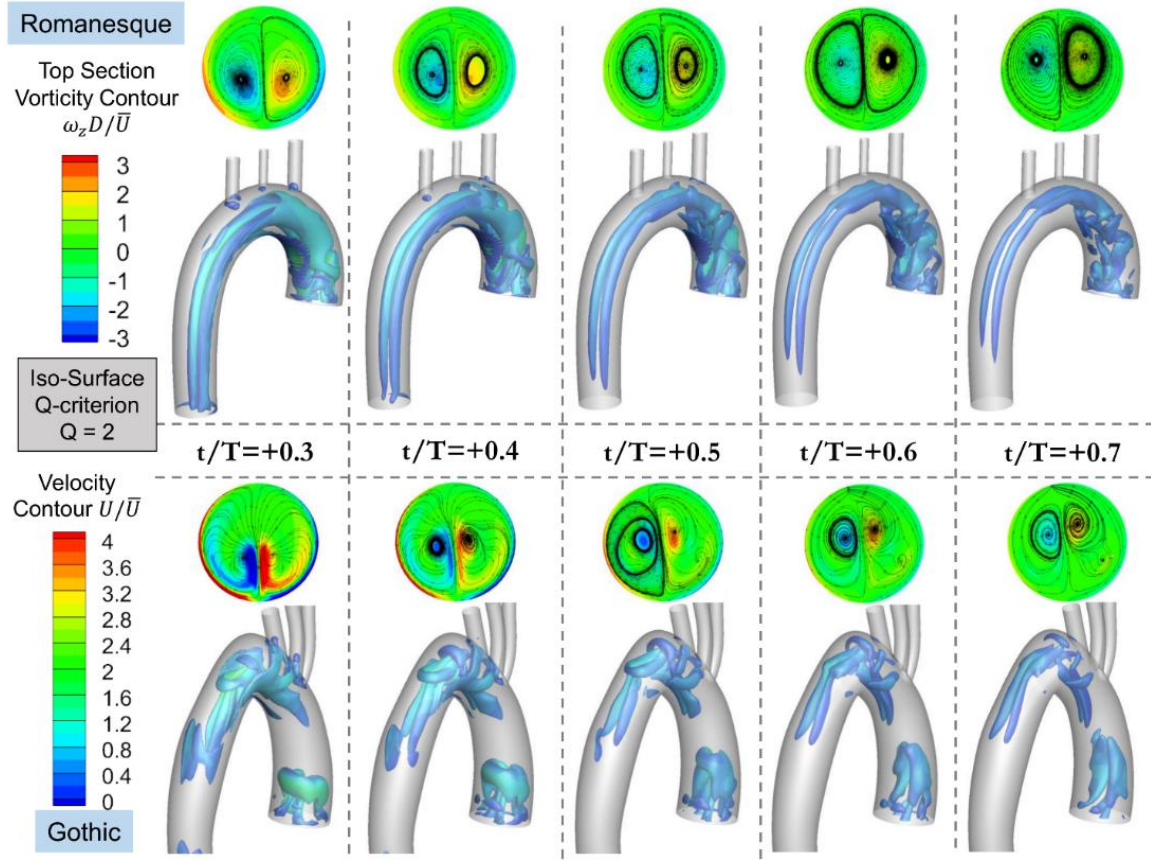 Romanesque
Top Section
Vorticity Contour
ω_z D/U̅
3
2
1
0
-1
-2
-3
Iso-Surface
Q-criterion
Q = 2
t/T=+0.3
t/T=+0.4
t/T=+0.5
t/T=+0.6
t/T=+0.7
Velocity
Contour U/U̅
4
3.6
3.2
2.8
2.4
2
1.6
1.2
0.8
0.4
0
Gothic